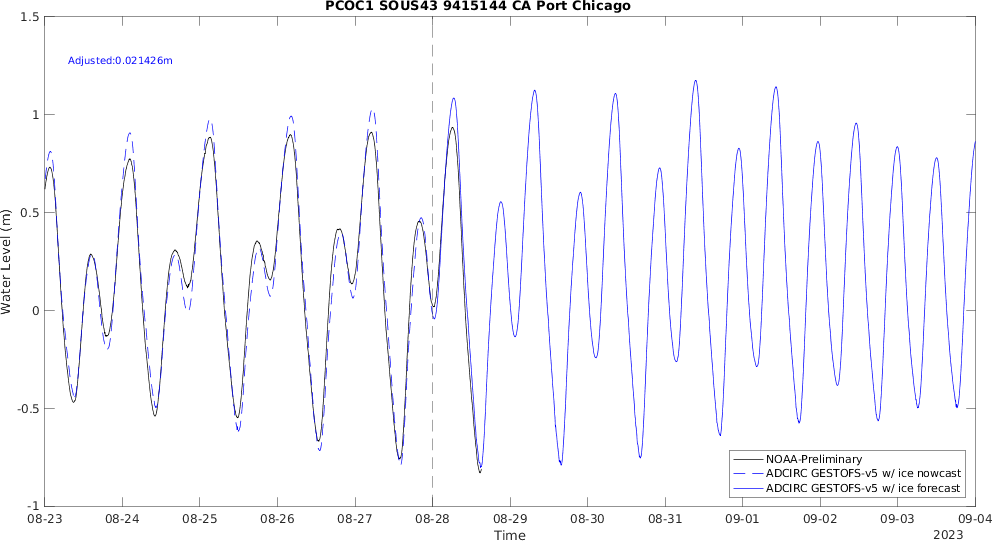 PCOC1 SOUS43 9415144 CA Port Chicago
1.5
Adjusted:0.021426m
1
0.5
0
-0.5
-1
Water Level (m)
NOAA-Preliminary
ADCIRC GESTOFS-v5 w/ ice nowcast
ADCIRC GESTOFS-v5 w/ ice forecast
08-23 08-24 08-25 08-26 08-27 08-28 08-29 08-30 08-31 09-01 09-02 09-03 09-04
Time
2023